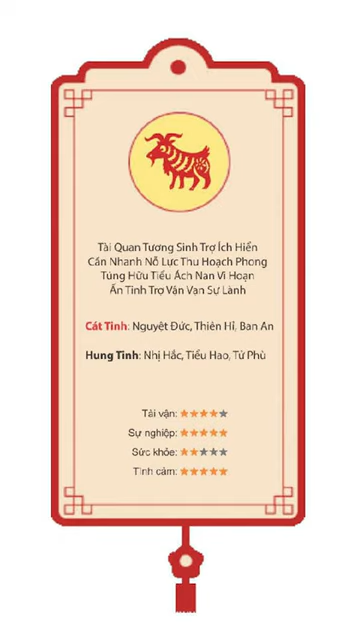 Tài Quan Tương Sinh Trợ Ích Hiển
Cần Nhanh Nỗ Lực Thu Hoạch Phong
Túng Hữu Tiểu Ách Nan Vi Hoạn
Ấn Tinh Trợ Vận Vạn Sự Lành
Cát Tinh: Nguyệt Đức, Thiên Hỉ, Ban An
Hung Tinh: Nhị Hắc, Tiểu Hao, Tử Phù
Tài vận: ★★★★★
Sự nghiệp: ★★★★★
Sức khỏe: ★★★★★
Tình cảm: ★★★★★